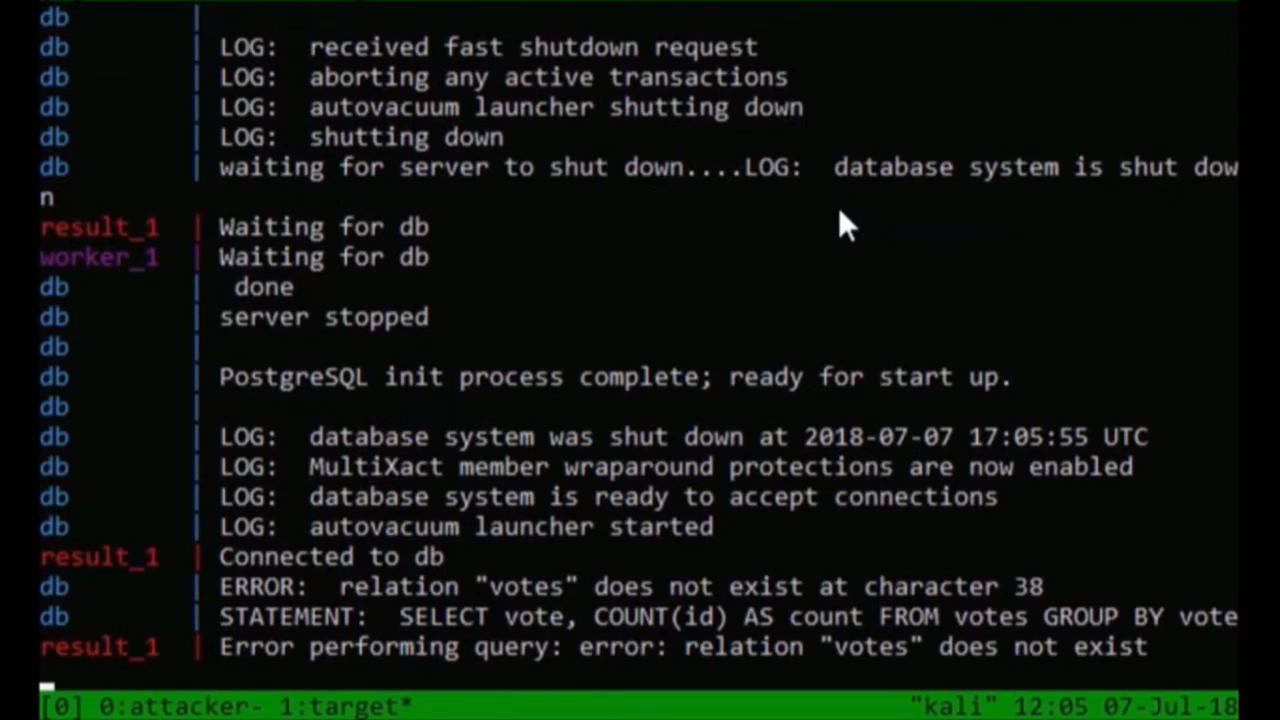 db |
db | LOG:  received fast shutdown request
db | LOG:  aborting any active transactions
db | LOG:  autovacuum launcher shutting down
db | LOG:  shutting down
db | waiting for server to shut down....LOG:  database system is shut dow
n
result_1 | Waiting for db
worker_1 | Waiting for db
db |  done
db | server stopped
db |
db | PostgreSQL init process complete; ready for start up.
db |
db | LOG:  database system was shut down at 2018-07-07 17:05:55 UTC
db | LOG:  MultiXact member wraparound protections are now enabled
db | LOG:  database system is ready to accept connections
db | LOG:  autovacuum launcher started
result_1 | Connected to db
db | ERROR:  relation "votes" does not exist at character 38
db | STATEMENT:  SELECT vote, COUNT(id) AS count FROM votes GROUP BY vote
result_1 | Error performing query: error: relation "votes" does not exist
[0] 0:attacker- 1:target* "kali" 12:05 07-Jul-18